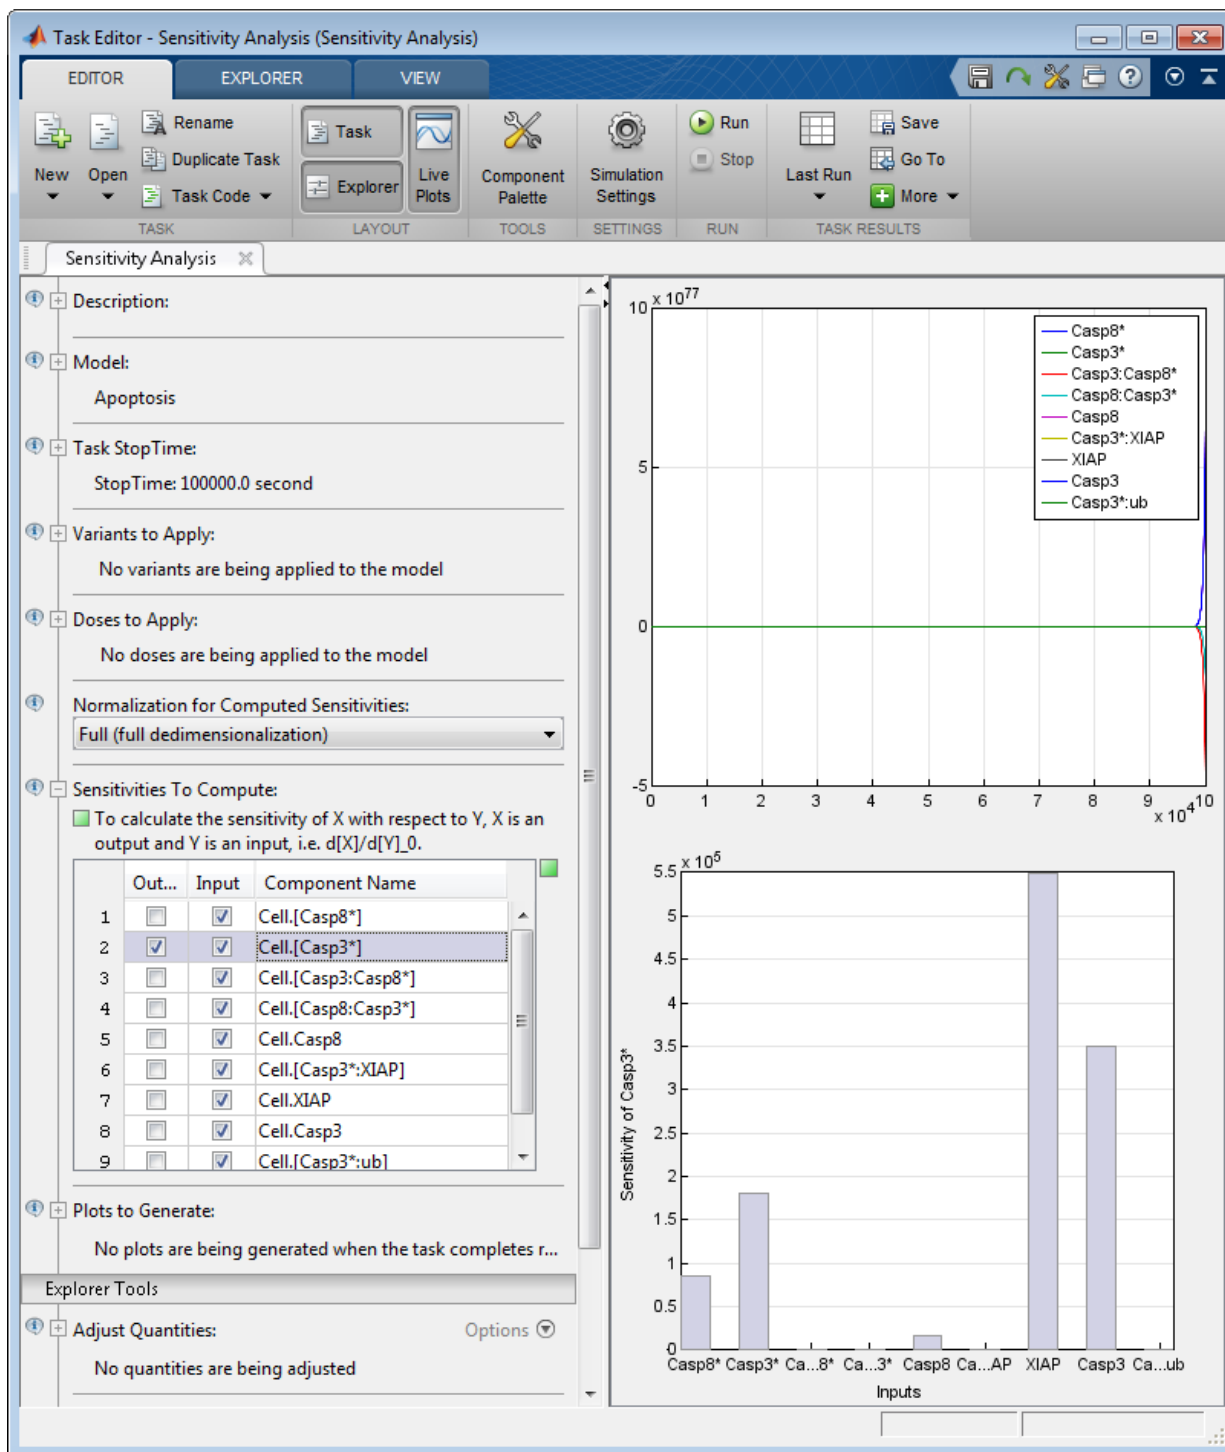 Task Editor - Sensitivity Analysis (Sensitivity Analysis)
EDITOR EXPLORER VIEW
New
Open
Rename
Duplicate Task
Task Code
TASK
Task
Explorer
Live
Plots
LAYOUT
Component
Palette
TOOLS
Simulation
Settings
SETTINGS
Run
Stop
RUN
Last Run
Save
Go To
More
TASK RESULTS
Sensitivity Analysis
Description:
Model:
Apoptosis
Task StopTime:
StopTime: 100000.0 second
Variants to Apply:
No variants are being applied to the model
Doses to Apply:
No doses are being applied to the model
Normalization for Computed Sensitivities:
Full (full dedimensionalization)
Sensitivities To Compute:
To calculate the sensitivity of X with respect to Y, X is an
output and Y is an input, i.e. d[X]/d[Y]_0.
Out... Input Component Name
1 Cell.[Casp8*]
2 Cell.[Casp3*]
3 Cell.[Casp3:Casp8*]
4 Cell.[Casp8:Casp3*]
5 Cell.Casp8
6 Cell.[Casp3*:XIAP]
7 Cell.XIAP
8 Cell.Casp3
9 Cell.[Casp3*:ub]
Plots to Generate:
No plots are being generated when the task completes r...
Explorer Tools
Adjust Quantities: Options
No quantities are being adjusted
x 10^77
10
5
0
-5
0 1 2 3 4 5 6 7 8 9 10
x 10^4
Casp8*
Casp3*
Casp3:Casp8*
Casp8:Casp3*
Casp8
Casp3*:XIAP
XIAP
Casp3
Casp3*:ub
x 10^5
5.5
5
4.5
4
3.5
3
2.5
2
1.5
1
0.5
0
Sensitivity of Casp3*
Casp8* Casp3* Ca...8* Ca...3* Casp8 Ca...AP XIAP Casp3 Ca...ub
Inputs